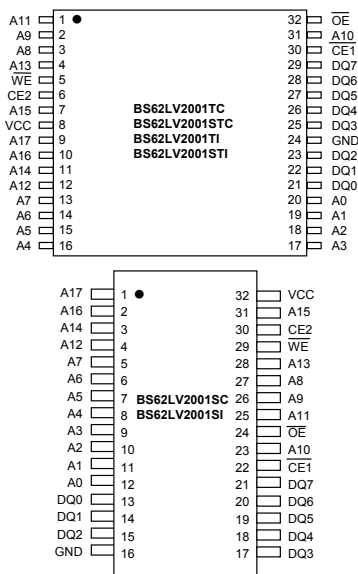 A11 1 32 O̅E̅
A9 2 31 A10
A8 3 30 C̅E̅1̅
A13 4 29 DQ7
W̅E̅ 5 28 DQ6
CE2 6 27 DQ5
A15 7 BS62LV2001TC 26 DQ4
VCC 8 BS62LV2001STC 25 DQ3
A17 9 BS62LV2001TI 24 GND
A16 10 BS62LV2001STI 23 DQ2
A14 11 22 DQ1
A12 12 21 DQ0
A7 13 20 A0
A6 14 19 A1
A5 15 18 A2
A4 16 17 A3
A17 1 32 VCC
A16 2 31 A15
A14 3 30 CE2
A12 4 29 W̅E̅
A7 5 28 A13
A6 6 27 A8
A5 7 BS62LV2001SC 26 A9
A4 8 BS62LV2001SI 25 A11
A3 9 24 O̅E̅
A2 10 23 A10
A1 11 22 C̅E̅1̅
A0 12 21 DQ7
DQ0 13 20 DQ6
DQ1 14 19 DQ5
DQ2 15 18 DQ4
GND 16 17 DQ3